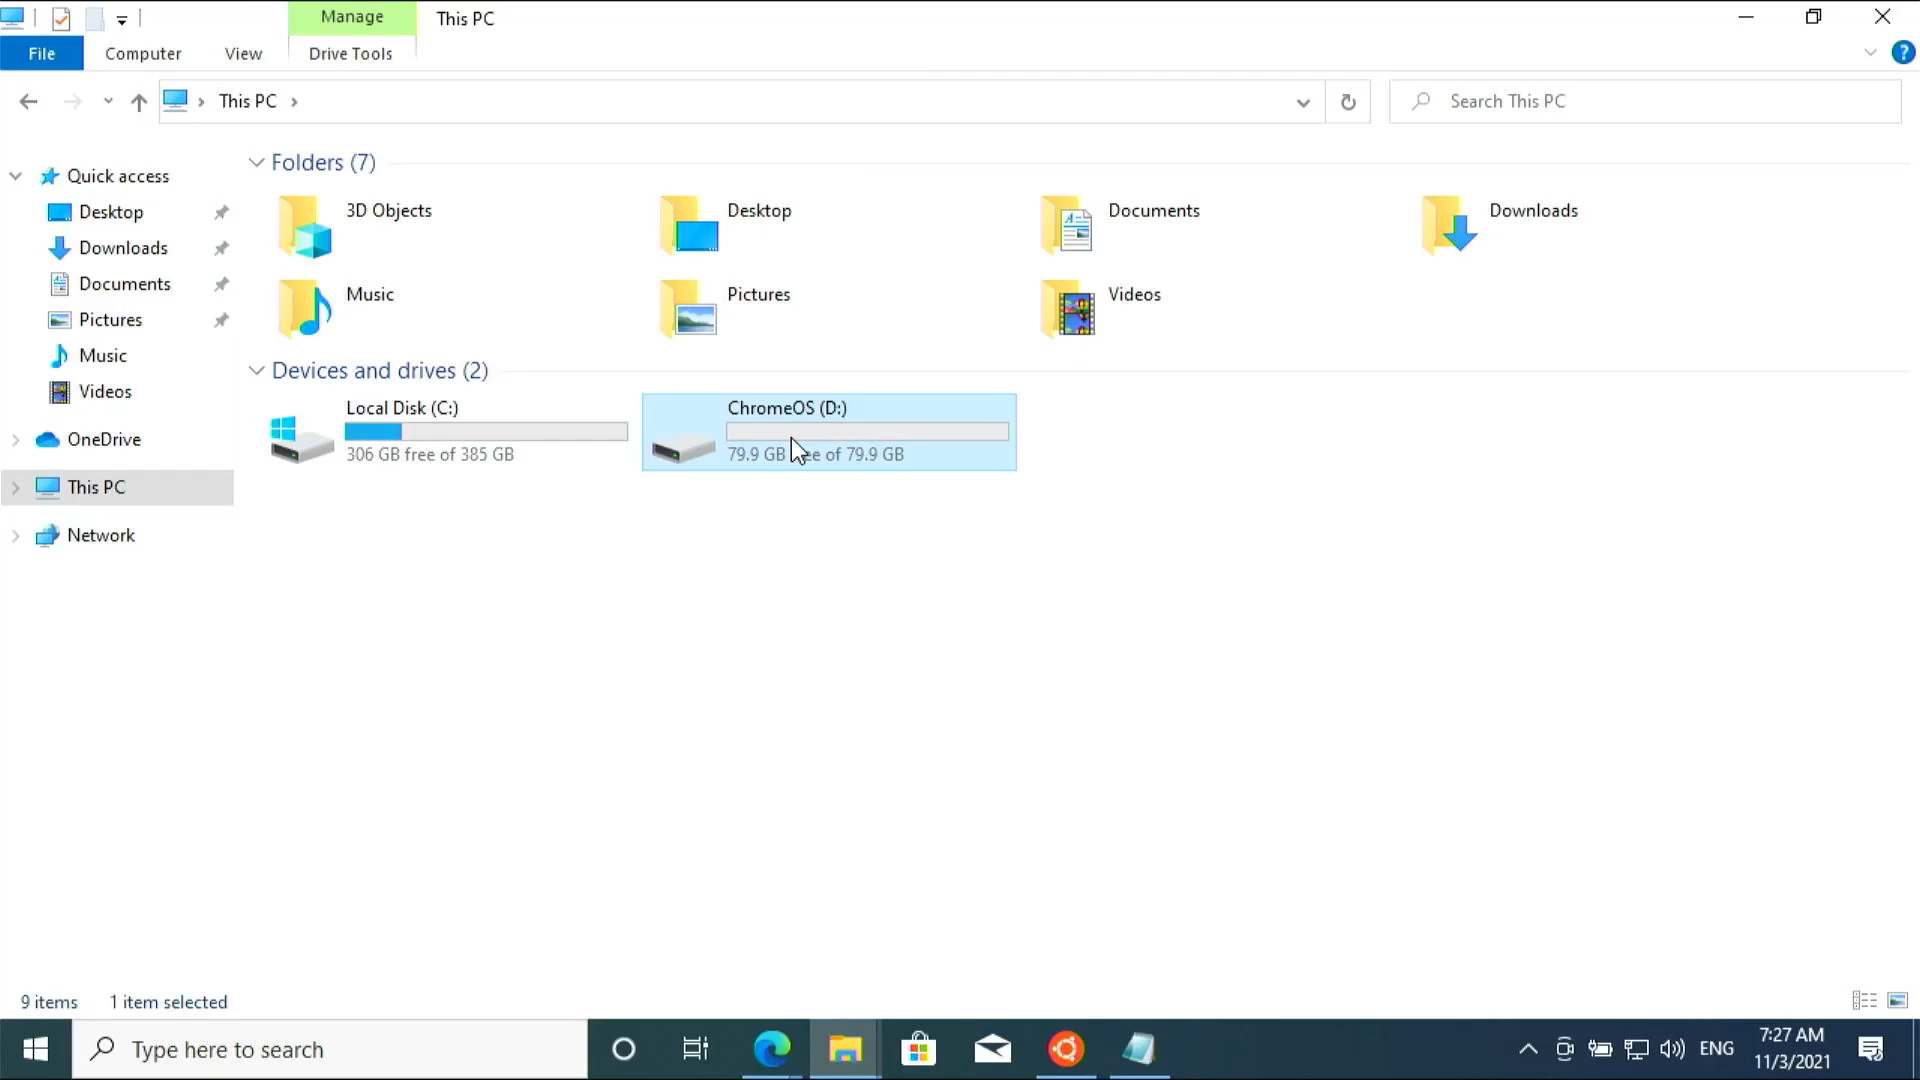 Manage
This PC
File
Computer
View
Drive Tools
This PC
Search This PC
Quick access
Desktop
Downloads
Documents
Pictures
Music
Videos
OneDrive
This PC
Network
Folders (7)
3D Objects
Desktop
Documents
Downloads
Music
Pictures
Videos
Devices and drives (2)
Local Disk (C:)
306 GB free of 385 GB
ChromeOS (D:)
79.9 GB free of 79.9 GB
9 items
1 item selected
Type here to search
ENG
7:27 AM
11/3/2021